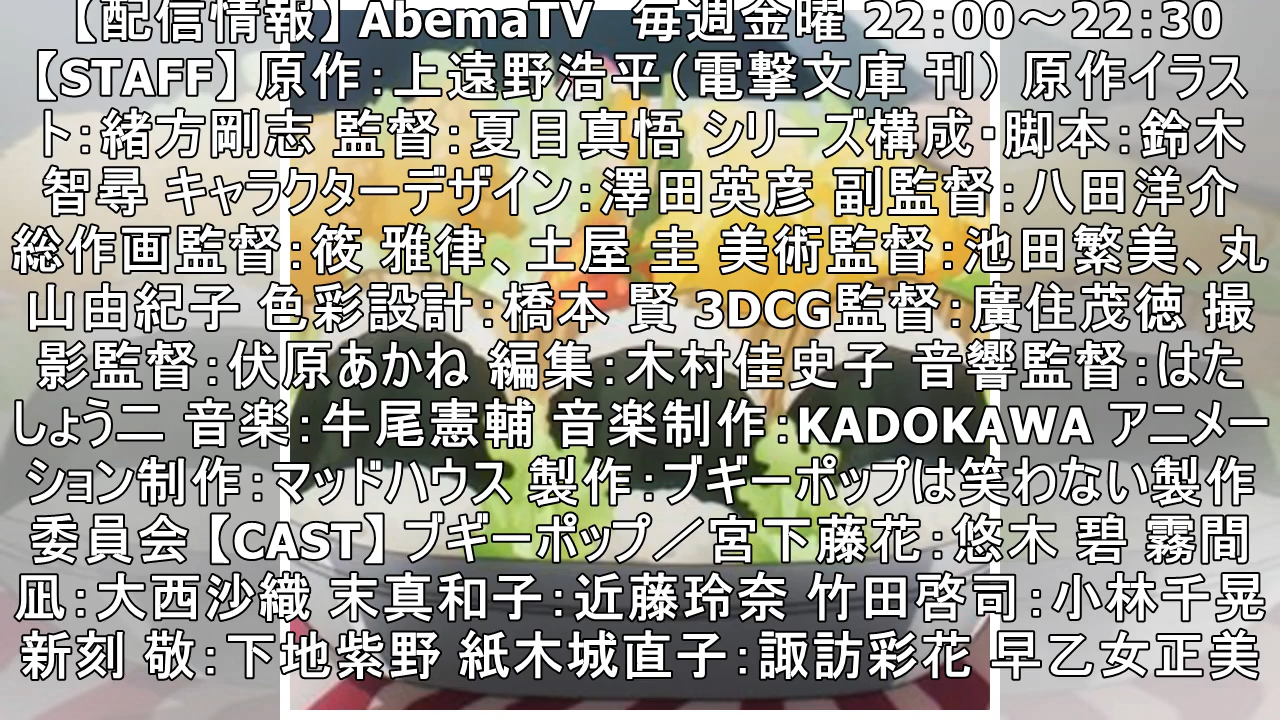 【配信情報】 AbemaTV　毎週金曜 22：00～22：30
【STAFF】 原作：上遠野浩平（電撃文庫 刊） 原作イラス
ト：緒方剛志 監督：夏目真悟 シリーズ構成・脚本：鈴木
智尋 キャラクターデザイン：澤田英彦 副監督：八田洋介
総作画監督：筱 雅律、土屋 圭 美術監督：池田繁美、丸
山由紀子 色彩設計：橋本 賢 3DCG監督：廣住茂徳 撮
影監督：伏原あかね 編集：木村佳史子 音響監督：はた
しょう二 音楽：牛尾憲輔 音楽制作：KADOKAWA アニメー
ション制作：マッドハウス 製作：ブギーポップは笑わない製作
委員会 【CAST】 ブギーポップ／宮下藤花：悠木 碧 霧間
凪：大西沙織 末真和子：近藤玲奈 竹田啓司：小林千晃
新刻 敬：下地紫野 紙木城直子：諏訪彩花 早乙女正美